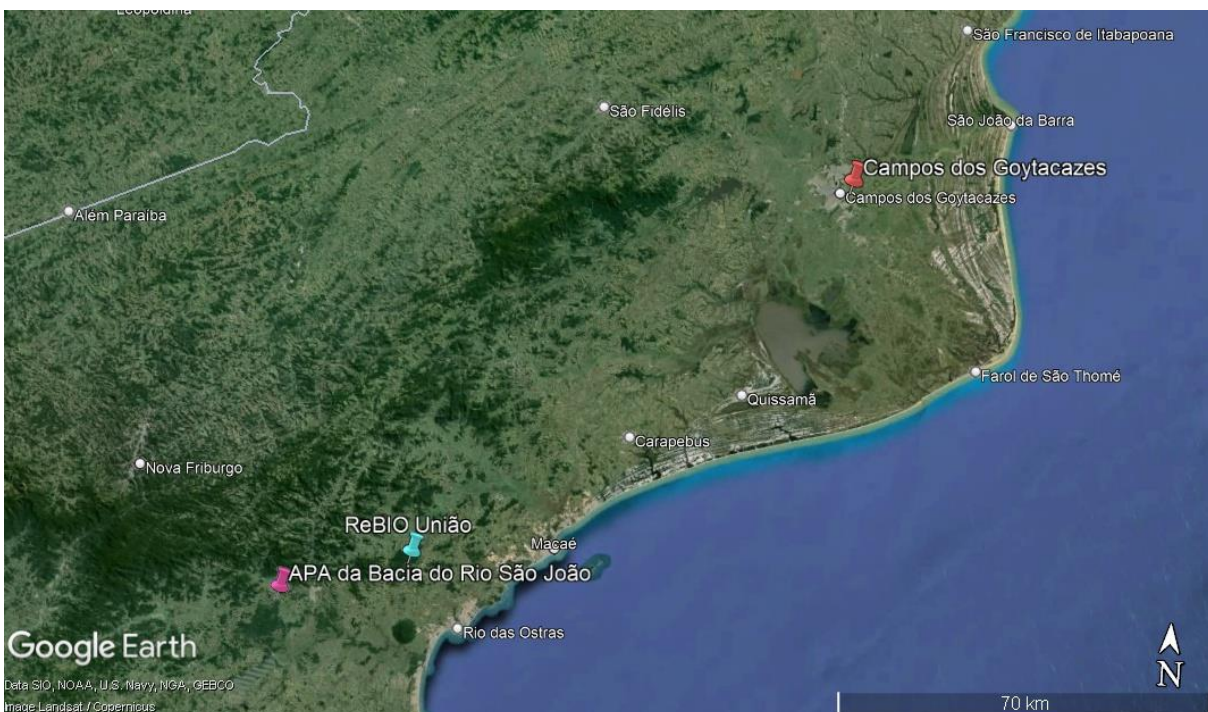 Leopoldina
São Francisco de Itabapoana
São Fidélis
São João da Barra
Campos dos Goytacazes
Campos dos Goytacazes
Além Paraíba
Farol de São Thomé
Quissamã
Carapebus
Nova Friburgo
ReBIO União
Macaé
APA da Bacia do Rio São João
Rio das Ostras
Google Earth
Data SIO, NOAA, U.S. Navy, NGA, GEBCO
Image Landsat / Copernicus
N
70 km